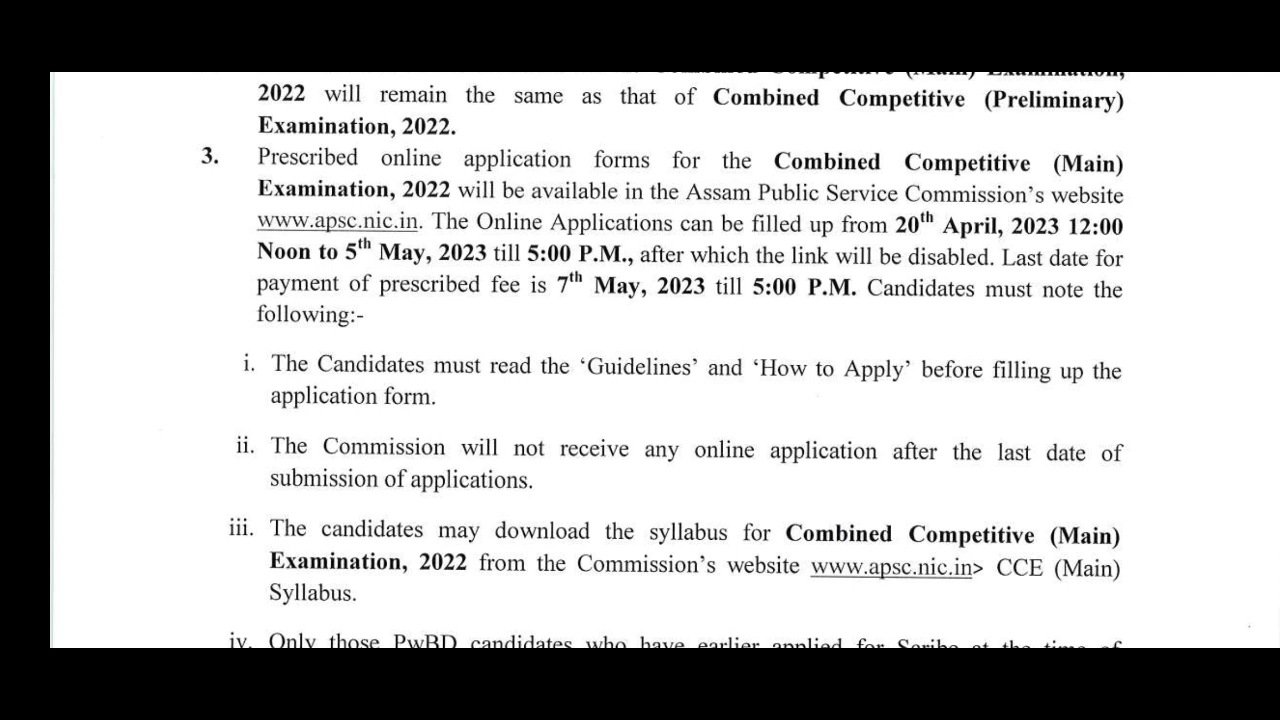 Combined Competitive (Main) Examination,
2022 will remain the same as that of Combined Competitive (Preliminary)
Examination, 2022.
3. Prescribed online application forms for the Combined Competitive (Main)
Examination, 2022 will be available in the Assam Public Service Commission's website
www.apsc.nic.in. The Online Applications can be filled up from 20th April, 2023 12:00
Noon to 5th May, 2023 till 5:00 P.M., after which the link will be disabled. Last date for
payment of prescribed fee is 7th May, 2023 till 5:00 P.M. Candidates must note the
following:-
i. The Candidates must read the ‘Guidelines’ and ‘How to Apply’ before filling up the
application form.
ii. The Commission will not receive any online application after the last date of
submission of applications.
iii. The candidates may download the syllabus for Combined Competitive (Main)
Examination, 2022 from the Commission’s website www.apsc.nic.in> CCE (Main)
Syllabus.
iv. Only those PwBD candidates who have earlier applied for Scribe at the time of